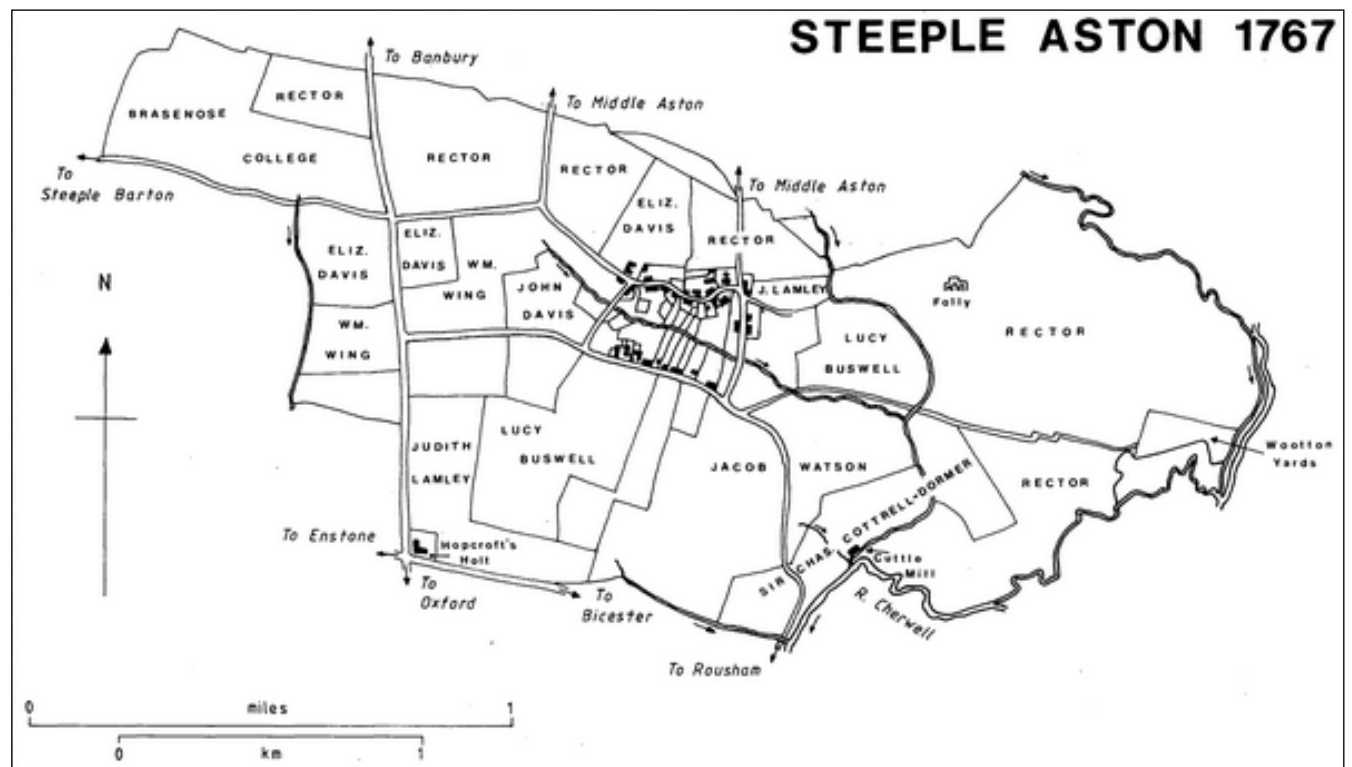 STEEPLE ASTON 1767
To Banbury
To Middle Aston
RECTOR
BRASENOSE
COLLEGE
RECTOR
RECTOR
To
Steeple Barton
To Middle Aston
ELIZ.
DAVIS
RECTOR
ELIZ.
DAVIS
ELIZ.
DAVIS
WM.
WING
JOHN
DAVIS
J. LAMLEY
Folly
RECTOR
N
WM.
WING
LUCY
BUSWELL
JUDITH
LAMLEY
LUCY
BUSWELL
JACOB WATSON
Wootton
Yards
RECTOR
SIR CHAS. COTTRELL-DORMER
To Enstone
Hopcroft's
Holt
Cuttle
Mill
To
Oxford
To
Bicester
R. Cherwell
To Rousham
0 miles 1
0 km 1